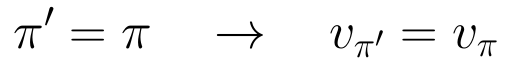 π′ = π → v_{π′} = v_π